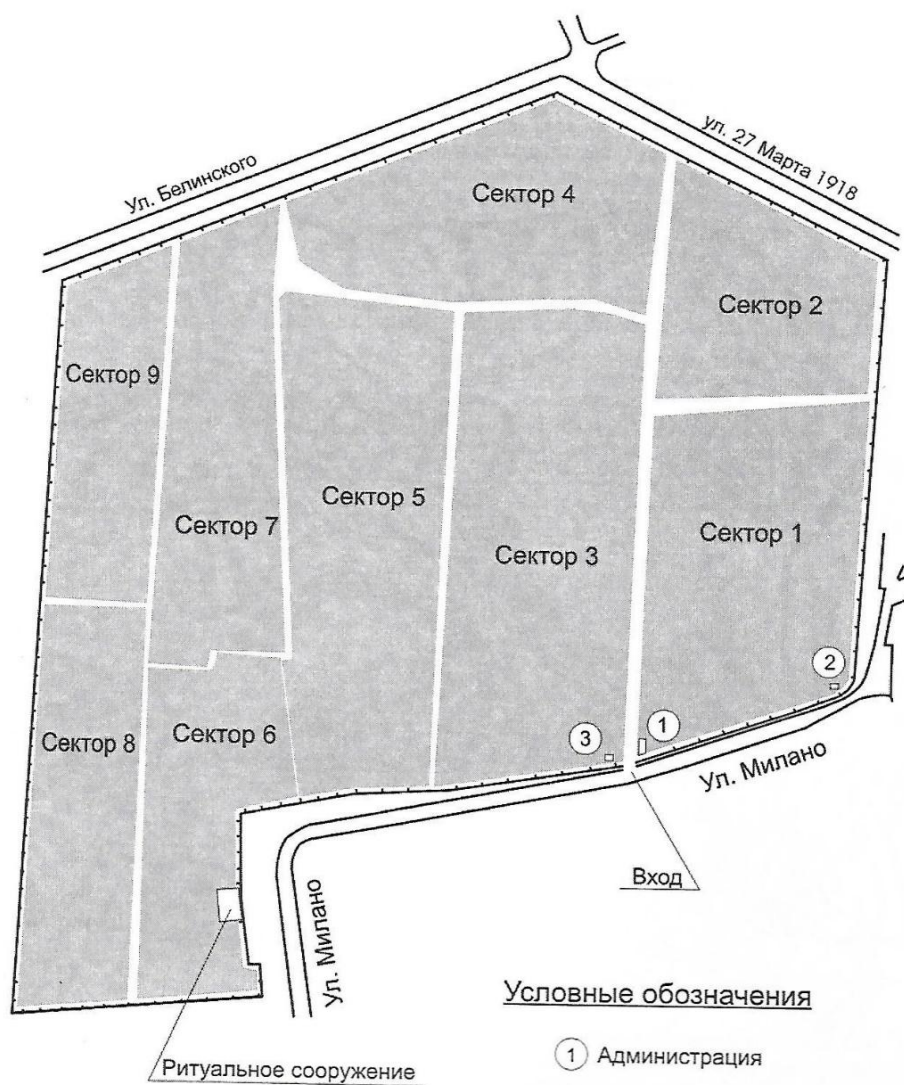 Ул. Белинского
ул. 27 Марта 1918
Сектор 4
Сектор 2
Сектор 9
Сектор 5
Сектор 7
Сектор 3
Сектор 1
2
Сектор 6
Сектор 8
3
1
Ул. Милано
Вход
Ул. Милано
Условные обозначения
1 Администрация
Ритуальное сооружение